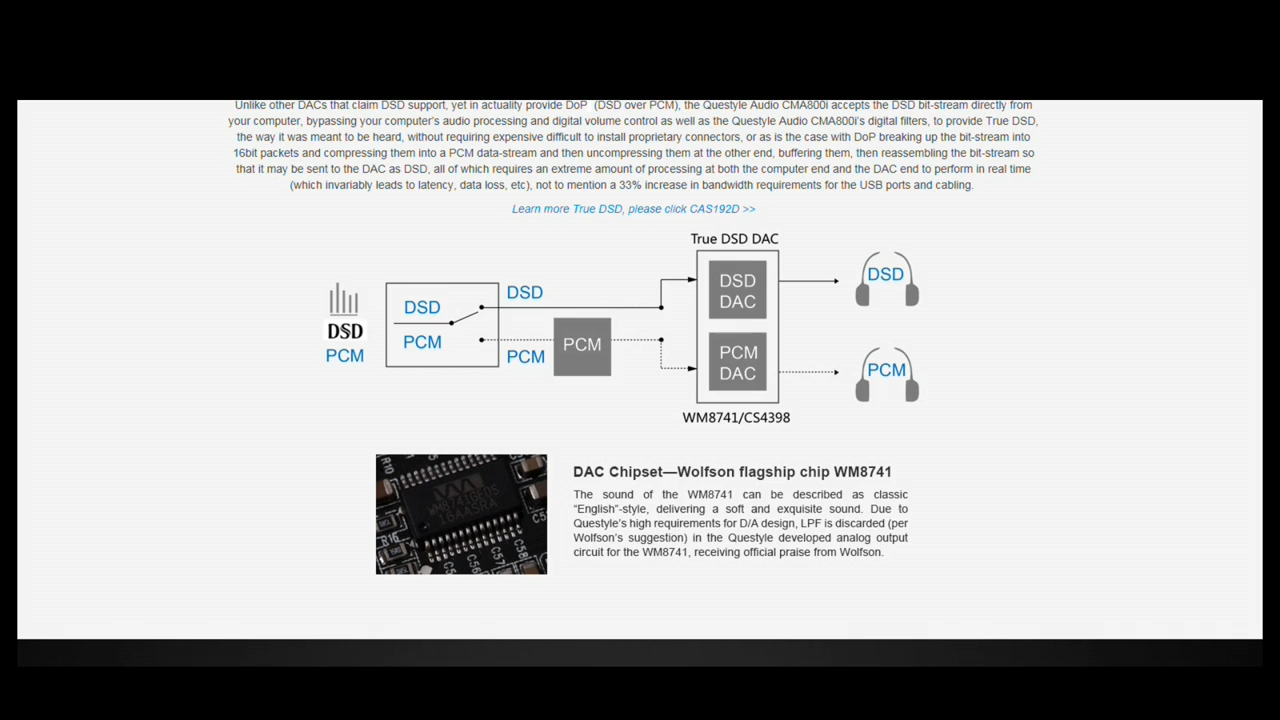 Unlike other DACs that claim DSD support, yet in actuality provide DoP (DSD over PCM), the Questyle Audio CMA800i accepts the DSD bit-stream directly from
your computer, bypassing your computer's audio processing and digital volume control as well as the Questyle Audio CMA800i's digital filters, to provide True DSD,
the way it was meant to be heard, without requiring expensive difficult to install proprietary connectors, or as is the case with DoP breaking up the bit-stream into
16bit packets and compressing them into a PCM data-stream and then uncompressing them at the other end, buffering them, then reassembling the bit-stream so
that it may be sent to the DAC as DSD, all of which requires an extreme amount of processing at both the computer end and the DAC end to perform in real time
(which invariably leads to latency, data loss, etc), not to mention a 33% increase in bandwidth requirements for the USB ports and cabling.
Learn more True DSD, please click CAS192D >>
True DSD DAC
DSD
PCM
DSD
PCM
DSD
PCM
PCM
DSD
DAC
PCM
DAC
DSD
PCM
WM8741/CS4398
DAC Chipset—Wolfson flagship chip WM8741
The sound of the WM8741 can be described as classic
"English"-style, delivering a soft and exquisite sound. Due to
Questyle's high requirements for D/A design, LPF is discarded (per
Wolfson's suggestion) in the Questyle developed analog output
circuit for the WM8741, receiving official praise from Wolfson.
R10
R15
C57
C58